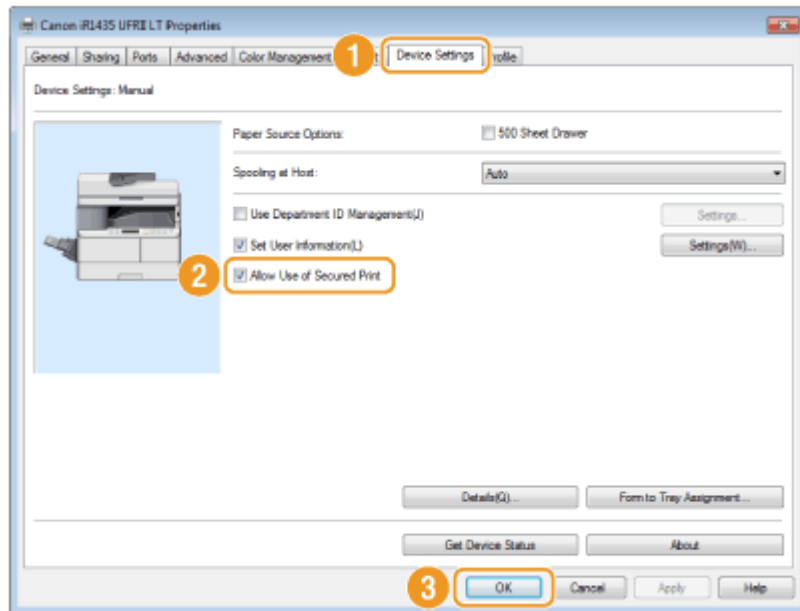 Canon iR1435 UFRII LT Properties
General Sharing Ports Advanced Color Management 1 Device Settings
Device Settings: Manual
Paper Source Options: 500 Sheet Drawer
Spooling at Host: Auto
Use Department ID Management(J) Settings...
Set User Information(L) Settings(W)...
2 Allow Use of Secured Print
Details(Q)... Form to Tray Assignment...
Get Device Status About
3 OK Cancel Apply Help